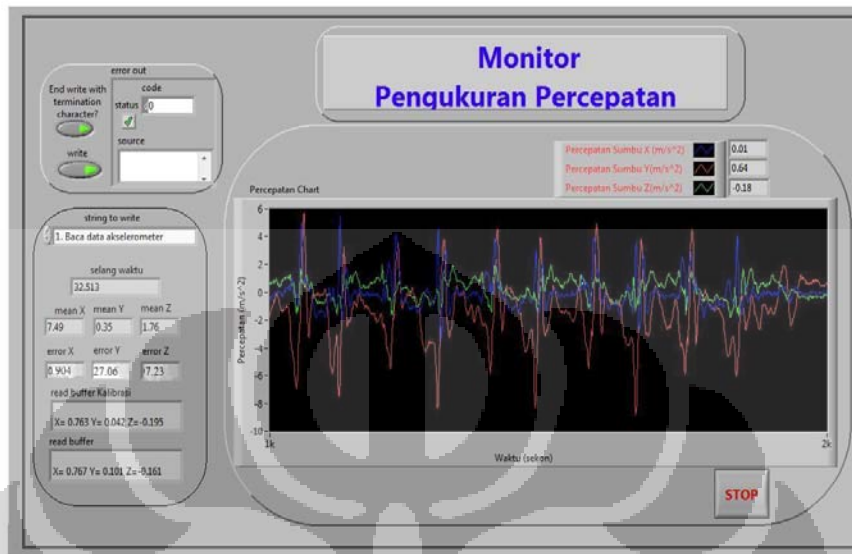 Monitor
Pengukuran Percepatan
error out
End write with
termination
character?
code
status
0
write
source
Percepatan Sumbu X (m/s^2)
0.01
Percepatan Sumbu Y(m/s^2)
0.64
Percepatan Sumbu Z(m/s^2)
-0.18
string to write
1. Baca data akselerometer
selang waktu
32.513
mean X mean Y mean Z
7.49 0.35 1.76
error X error Y error Z
27.06
read buffer Kalibrasi
X= 0.763 Y= 0.042 Z=-0.195
read buffer
X= 0.767 Y= 0.101 Z=-0.161
Percepatan Chart
Percepatan (m/s^2)
6
4
2
0
-2
-4
-6
-8
-10
1k
2k
Waktu (sekon)
STOP